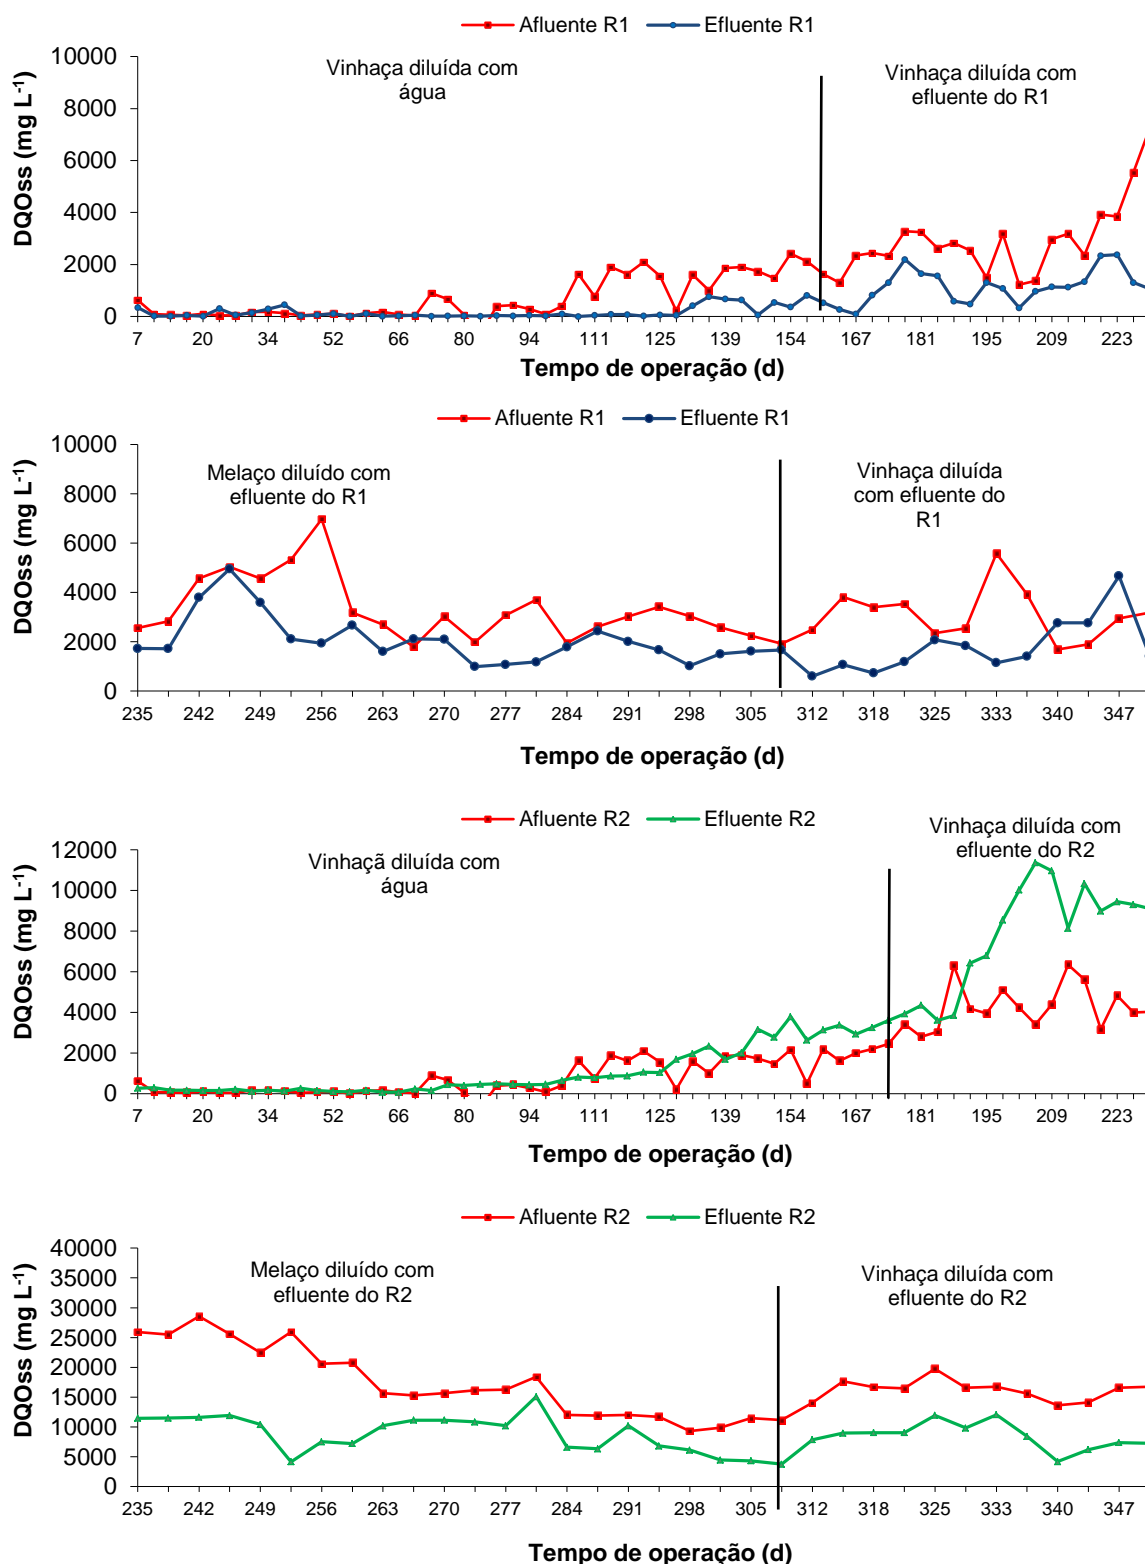 Afluente R1 Efluente R1
10000
8000
6000
4000
2000
0
DQOss (mg L-1)
Vinhaça diluída com
água
Vinhaça diluída com
efluente do R1
7 20 34 52 66 80 94 111 125 139 154 167 181 195 209 223
Tempo de operação (d)
Afluente R1 Efluente R1
10000
8000
6000
4000
2000
0
DQOss (mg L-1)
Melaço diluído com
efluente do R1
Vinhaça diluída
com efluente do
R1
235 242 249 256 263 270 277 284 291 298 305 312 318 325 333 340 347
Tempo de operação (d)
Afluente R2 Efluente R2
12000
10000
8000
6000
4000
2000
0
DQOss (mg L-1)
Vinhaçã diluída com
água
Vinhaça diluída com
efluente do R2
7 20 34 52 66 80 94 111 125 139 154 167 181 195 209 223
Tempo de operação (d)
Afluente R2 Efluente R2
40000
35000
30000
25000
20000
15000
10000
5000
0
DQOss (mg L-1)
Melaço diluído com
efluente do R2
Vinhaça diluída com
efluente do R2
235 242 249 256 263 270 277 284 291 298 305 312 318 325 333 340 347
Tempo de operação (d)